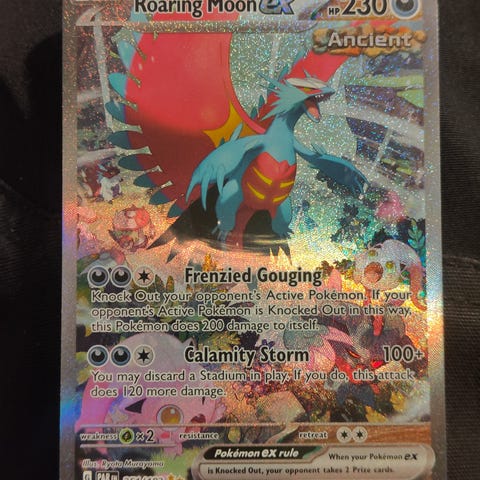 Roaring Moon ex HP 230
Ancient
Frenzied Gouging
Knock Out your opponent's Active Pokémon. If your
opponent's Active Pokémon is Knocked Out in this way,
this Pokémon does 200 damage to itself.
Calamity Storm 100+
You may discard a Stadium in play. If you do, this attack
does 120 more damage.
weakness x2 resistance retreat
Pokémon ex rule
When your Pokémon ex
is Knocked Out, your opponent takes 2 Prize cards.
Illus. Ryota Murayama
G PAR EN